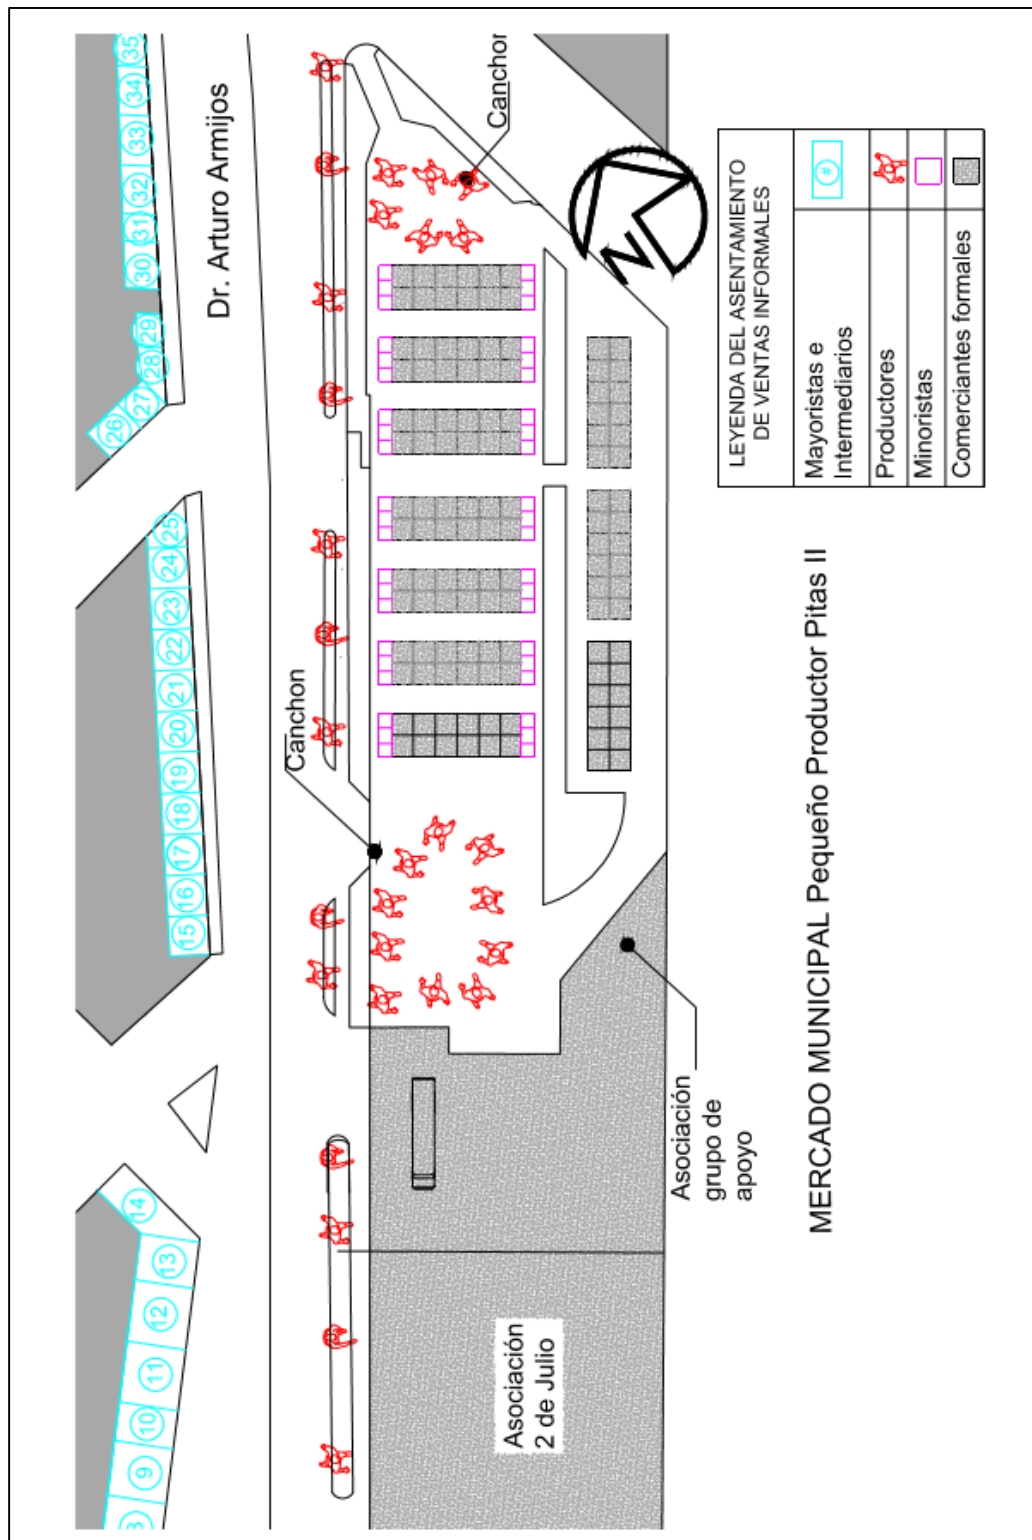 Dr. Arturo Armijos
8
9
10
11
12
13
14
15
16
17
18
19
20
21
22
23
24
25
26
27
28
29
30
31
32
33
34
35
Canchon
Canchon
Asociación
2 de Julio
Asociación
grupo de
apoyo
N
MERCADO MUNICIPAL Pequeño Productor Pitas II
LEYENDA DEL ASENTAMIENTO
DE VENTAS INFORMALES
Mayoristas e
Intermediarios
#
Productores
Minoristas
Comerciantes formales